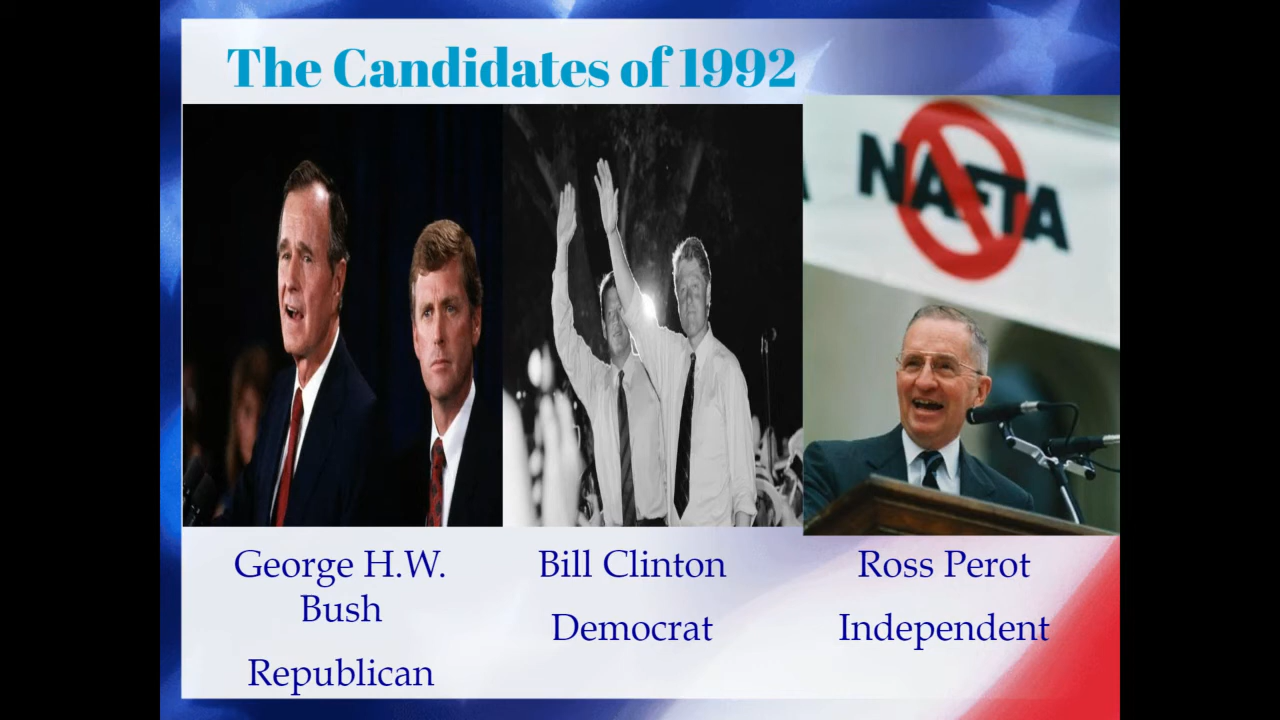 The Candidates of 1992
NAFTA
George H.W.
Bush
Republican
Bill Clinton
Democrat
Ross Perot
Independent